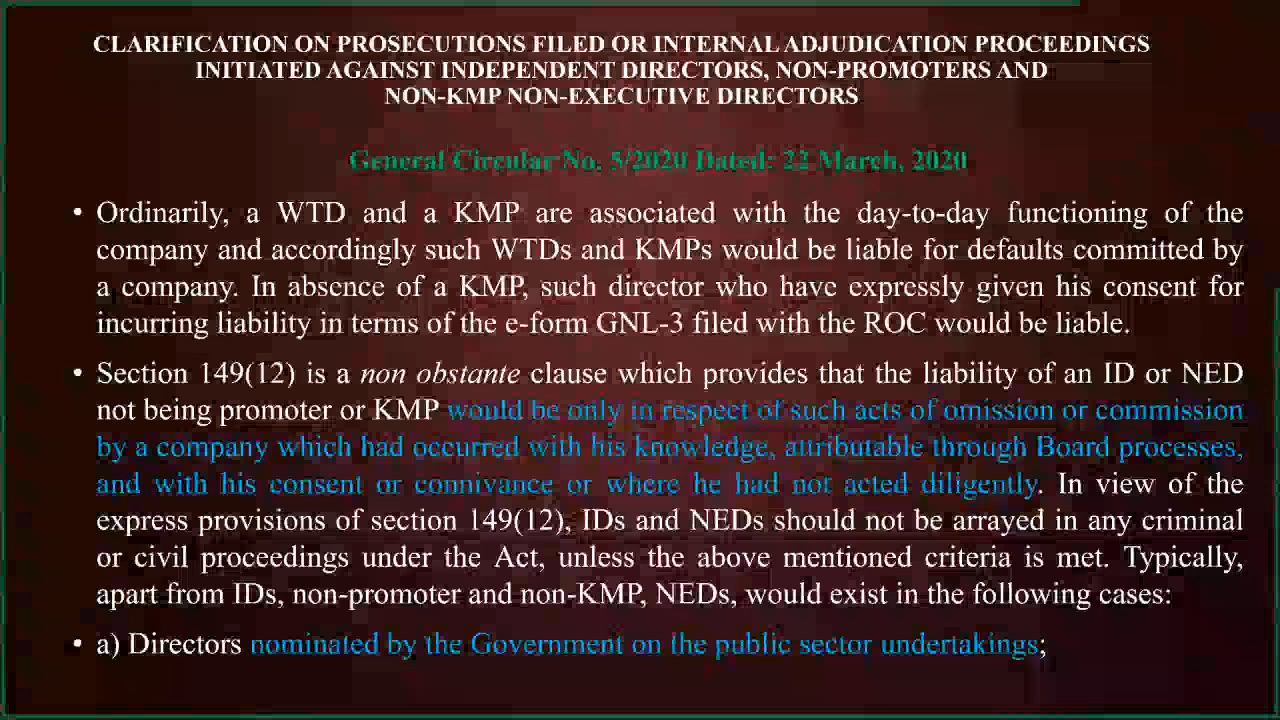 CLARIFICATION ON PROSECUTIONS FILED OR INTERNAL ADJUDICATION PROCEEDINGS
INITIATED AGAINST INDEPENDENT DIRECTORS, NON-PROMOTERS AND
NON-KMP NON-EXECUTIVE DIRECTORS
General Circular No. 5/2020 Dated: 22 March, 2020
• Ordinarily, a WTD and a KMP are associated with the day-to-day functioning of the
company and accordingly such WTDs and KMPs would be liable for defaults committed by
a company. In absence of a KMP, such director who have expressly given his consent for
incurring liability in terms of the e-form GNL-3 filed with the ROC would be liable.
• Section 149(12) is a non obstante clause which provides that the liability of an ID or NED
not being promoter or KMP would be only in respect of such acts of omission or commission
by a company which had occurred with his knowledge, attributable through Board processes,
and with his consent or connivance or where he had not acted diligently. In view of the
express provisions of section 149(12), IDs and NEDs should not be arrayed in any criminal
or civil proceedings under the Act, unless the above mentioned criteria is met. Typically,
apart from IDs, non-promoter and non-KMP, NEDs, would exist in the following cases:
• a) Directors nominated by the Government on the public sector undertakings;